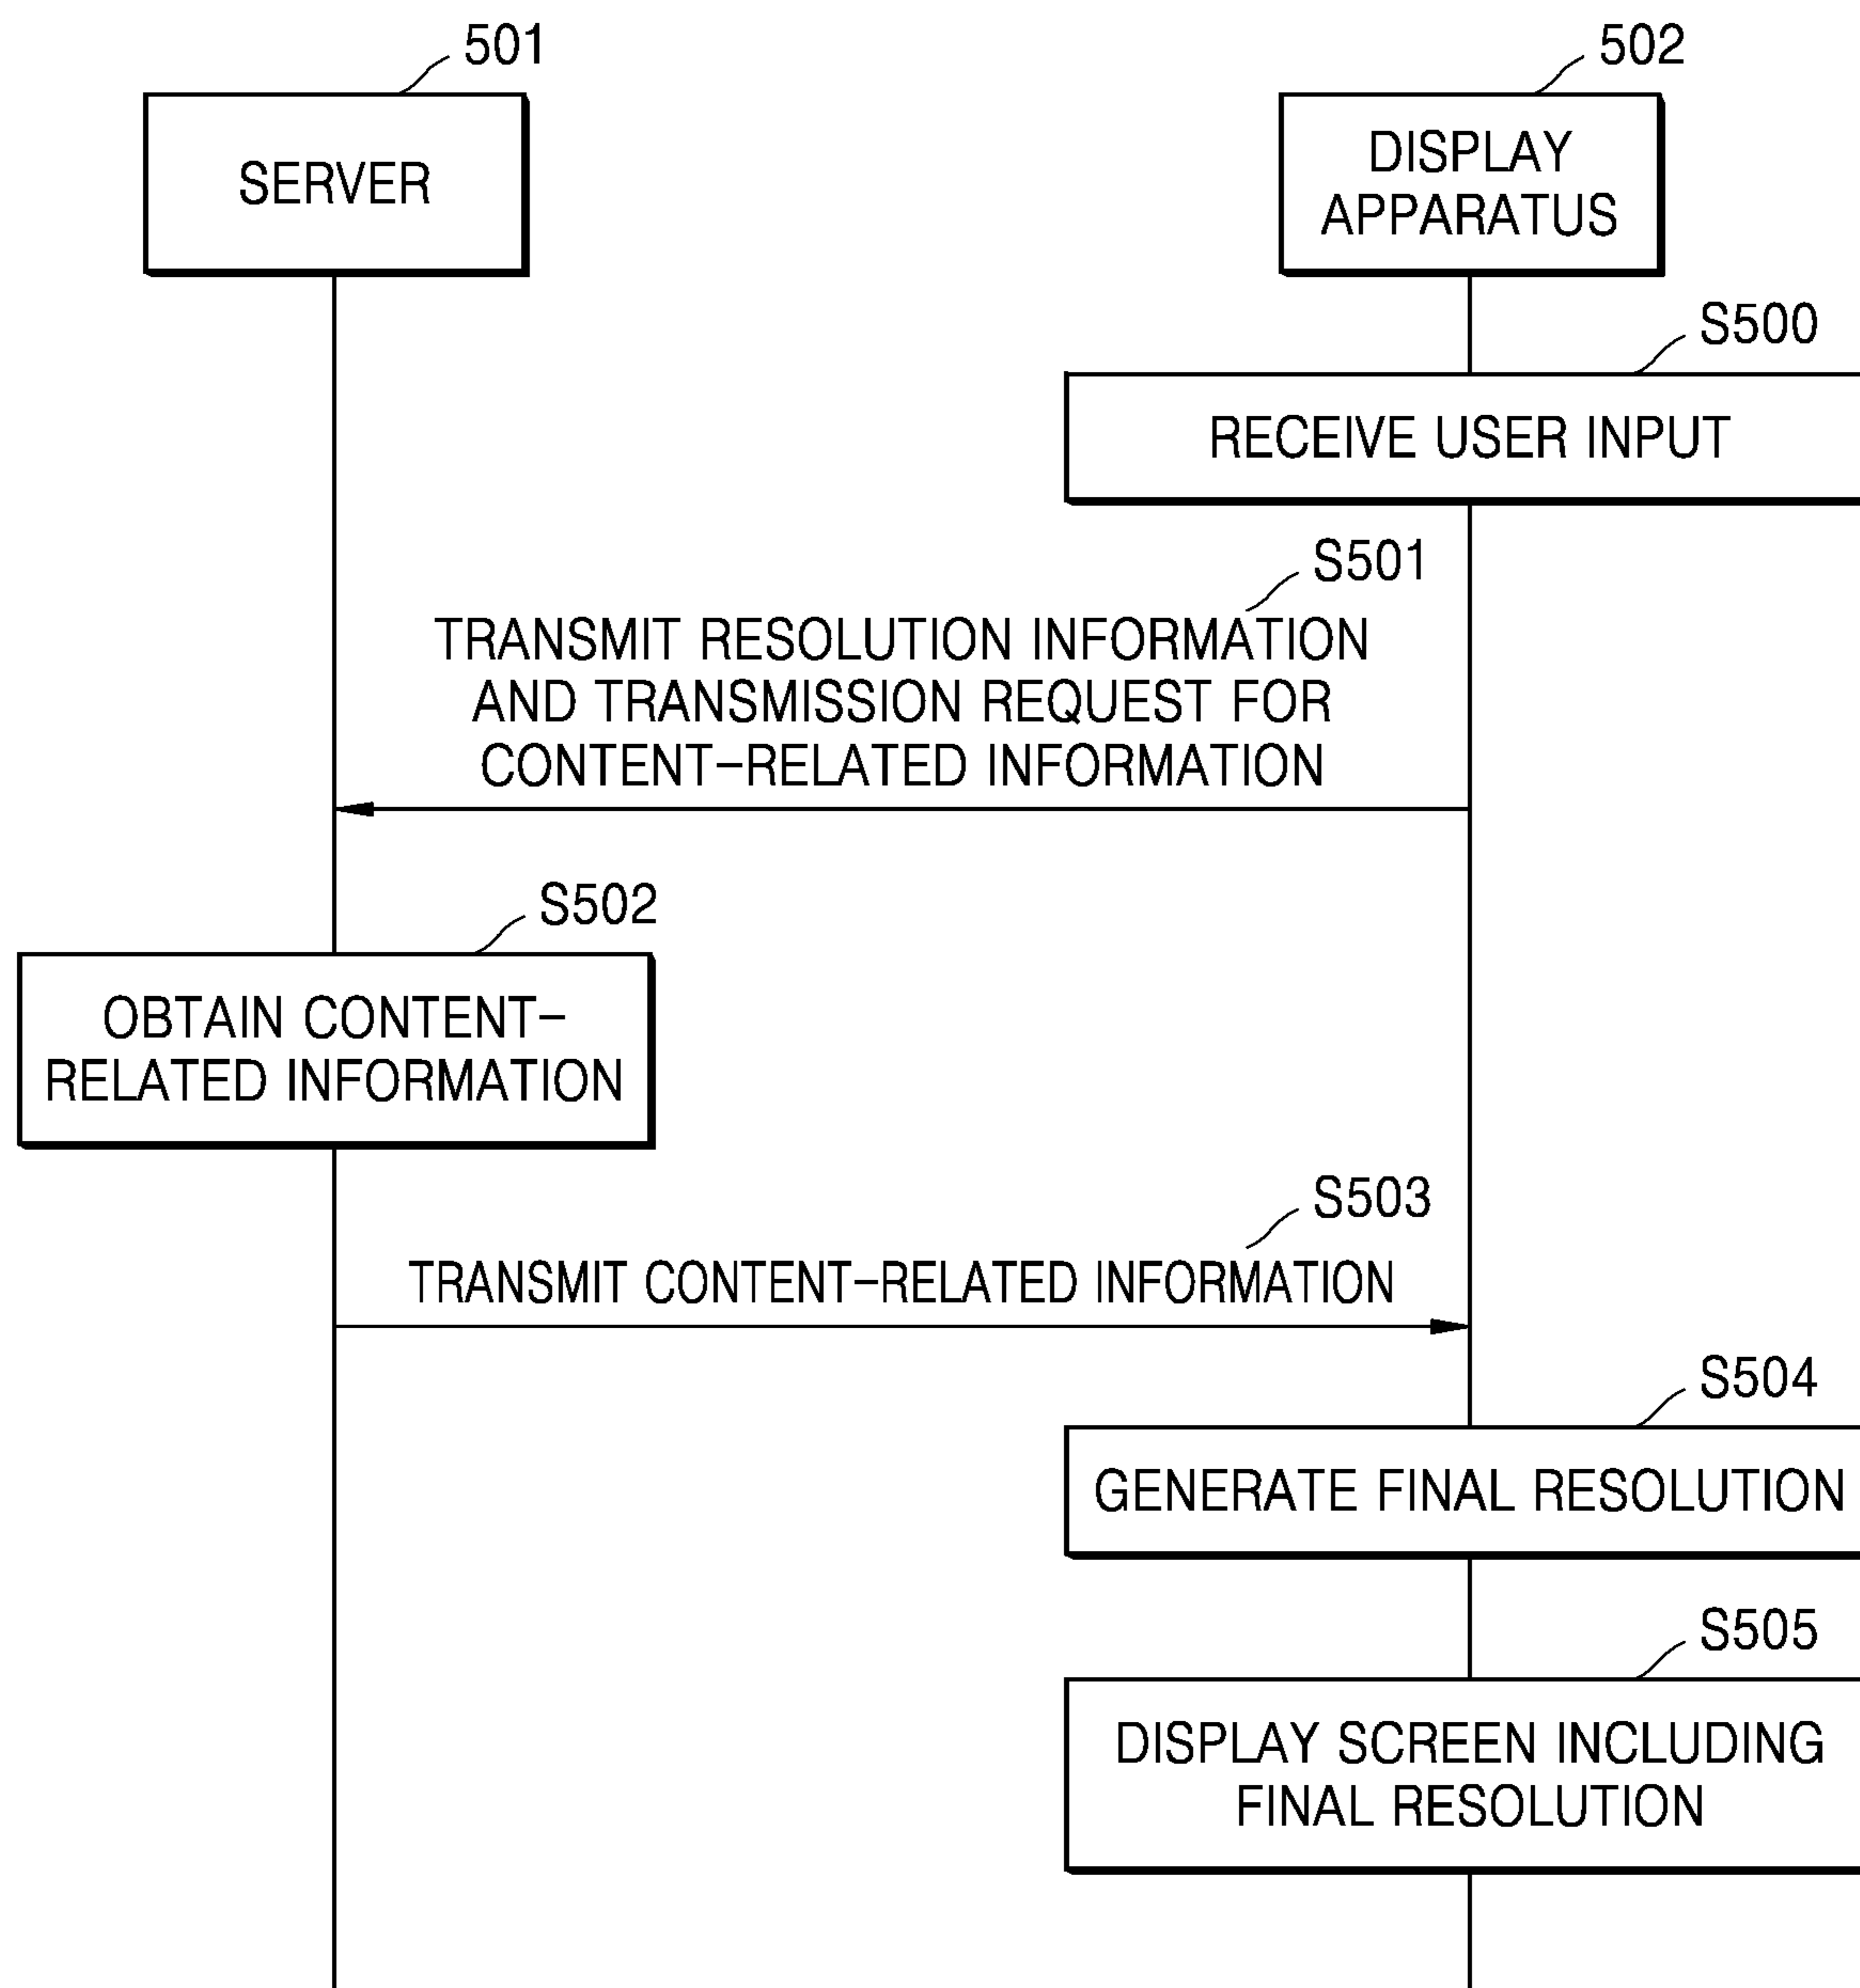 501
SERVER
502
DISPLAY
APPARATUS
S500
RECEIVE USER INPUT
S501
TRANSMIT RESOLUTION INFORMATION
AND TRANSMISSION REQUEST FOR
CONTENT-RELATED INFORMATION
S502
OBTAIN CONTENT-
RELATED INFORMATION
S503
TRANSMIT CONTENT-RELATED INFORMATION
S504
GENERATE FINAL RESOLUTION
S505
DISPLAY SCREEN INCLUDING
FINAL RESOLUTION